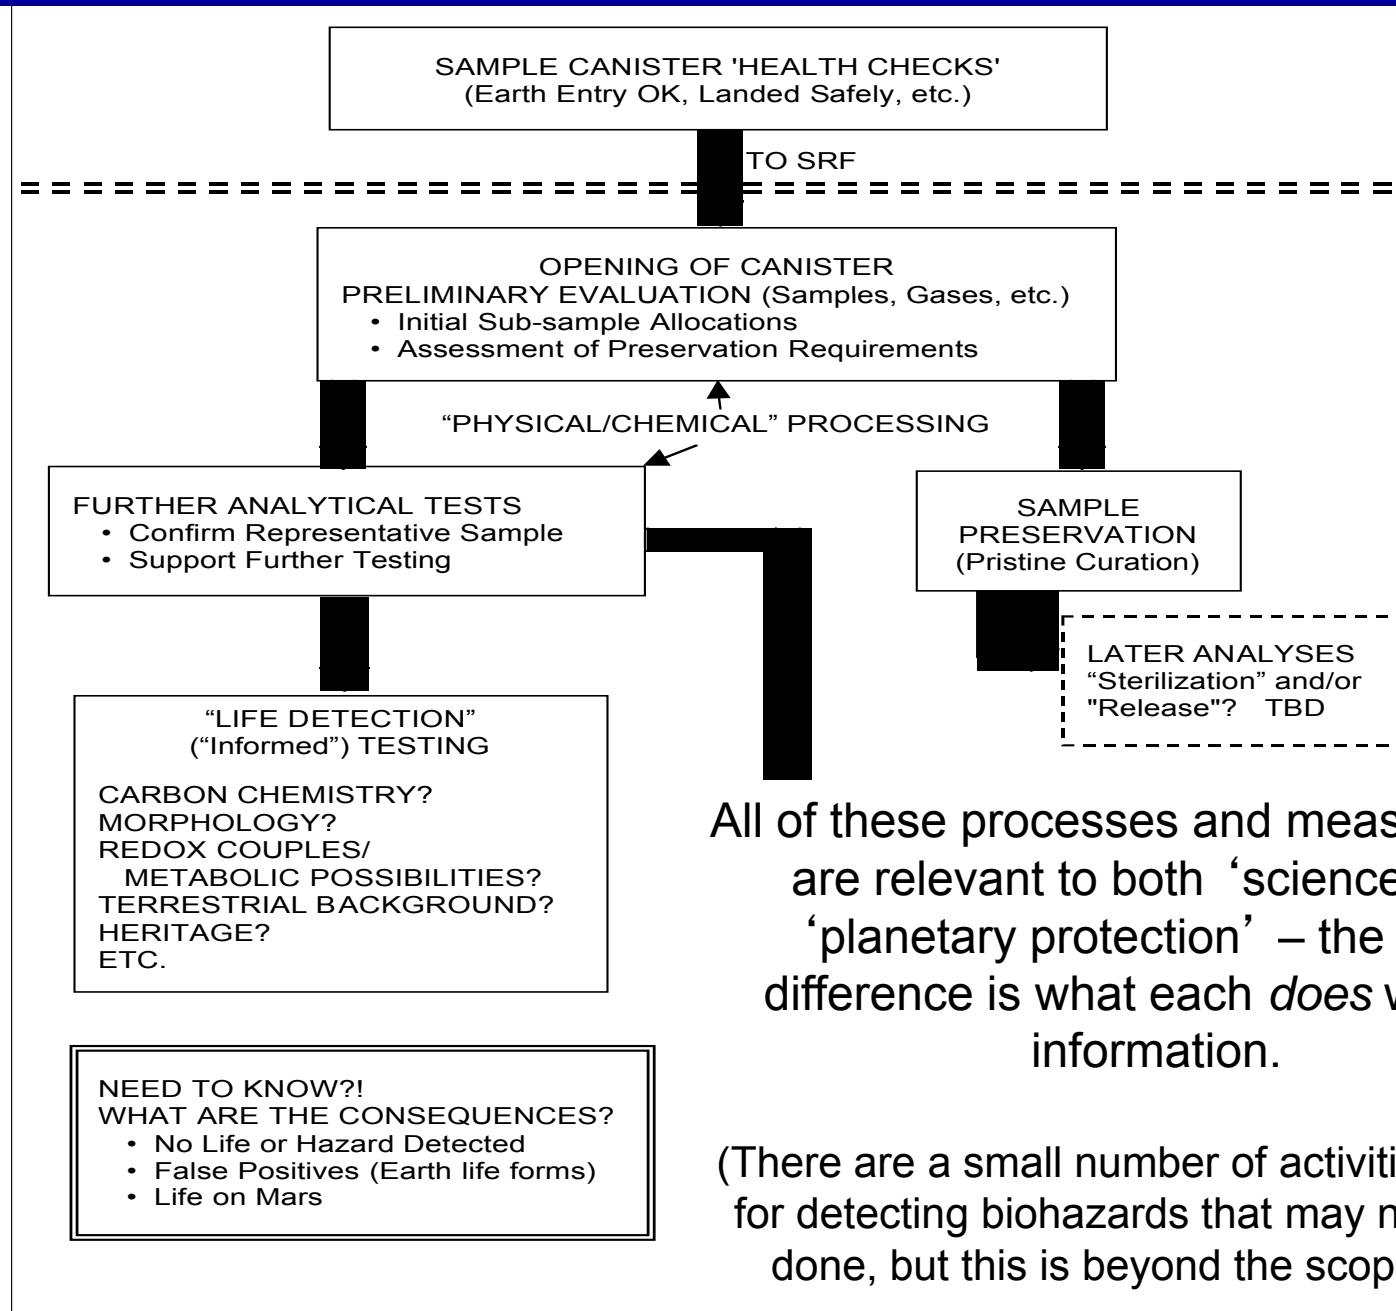 SAMPLE CANISTER 'HEALTH CHECKS'
(Earth Entry OK, Landed Safely, etc.)
TO SRF
OPENING OF CANISTER
PRELIMINARY EVALUATION (Samples, Gases, etc.)
• Initial Sub-sample Allocations
• Assessment of Preservation Requirements
“PHYSICAL/CHEMICAL” PROCESSING
FURTHER ANALYTICAL TESTS
• Confirm Representative Sample
• Support Further Testing
SAMPLE
PRESERVATION
(Pristine Curation)
LATER ANALYSES
“Sterilization” and/or
"Release"? TBD
“LIFE DETECTION”
(“Informed”) TESTING
CARBON CHEMISTRY?
MORPHOLOGY?
REDOX COUPLES/
METABOLIC POSSIBILITIES?
TERRESTRIAL BACKGROUND?
HERITAGE?
ETC.
All of these processes and
are relevant to both ‘science
‘planetary protection’ – the
difference is what each does
information.
NEED TO KNOW?!
WHAT ARE THE CONSEQUENCES?
• No Life or Hazard Detected
• False Positives (Earth life forms)
• Life on Mars
(There are a small number of
for detecting biohazards that may
done, but this is beyond the